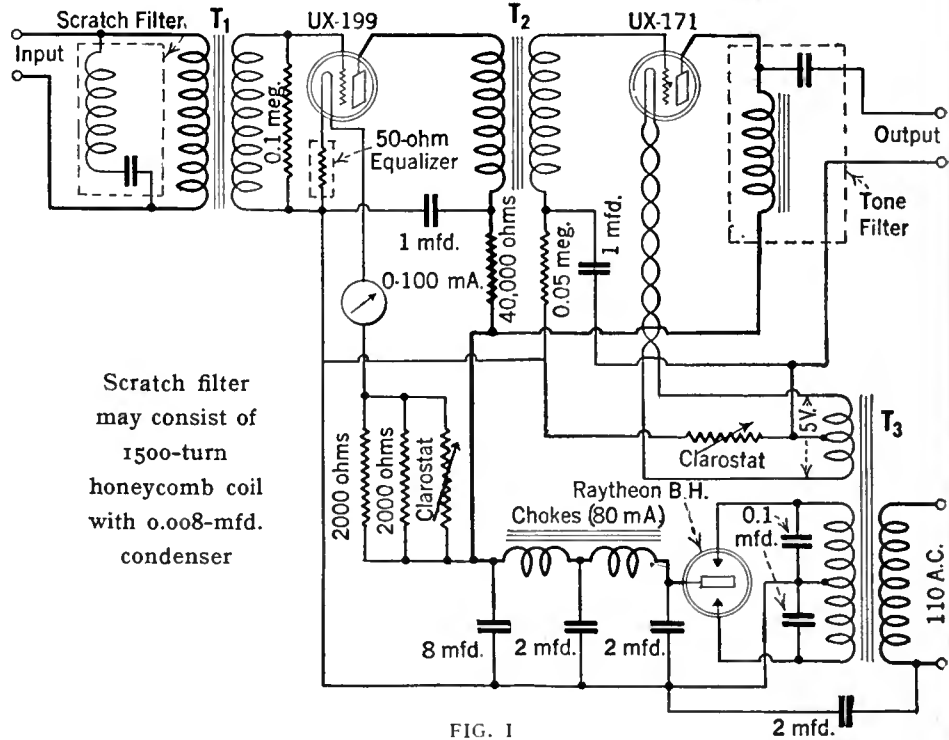 Scratch Filter.
T1
UX-199
T2
UX-171
Input
0.1 meg.
50-ohm
Equalizer
Output
Tone
Filter
1 mfd.
40,000 ohms
0.05 meg.
1 mfd.
0-100 mA.
Scratch filter
may consist of
1500-turn
honeycomb coil
with 0.008-mfd.
condenser
2000 ohms
2000 ohms
Clarostat
Clarostat
5V.
T3
Raytheon B.H.
Chokes (80 mA)
0.1
mfd.
110 A.C.
8 mfd.
2 mfd.
2 mfd.
2 mfd.
FIG. I